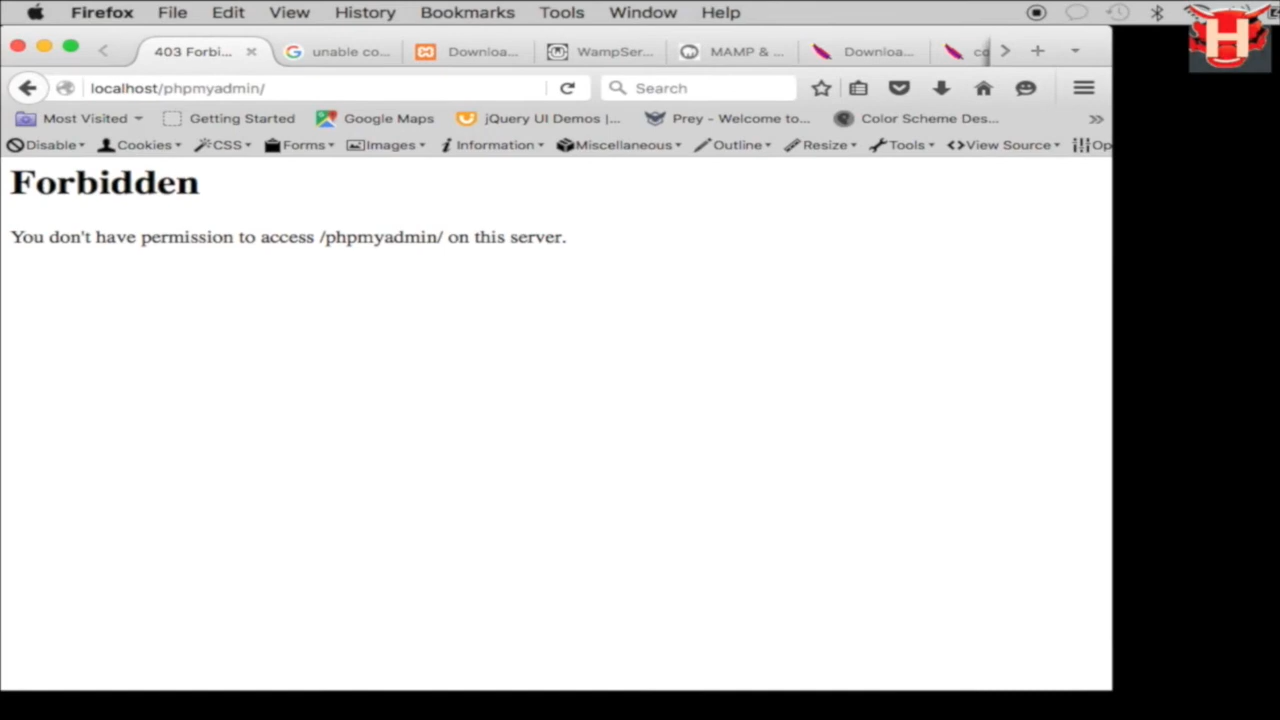 Firefox File Edit View History Bookmarks Tools Window Help
403 Forbi... unable co... Downloa... WampSer... MAMP & ... Downloa... co
localhost/phpmyadmin/ Search
Most Visited Getting Started Google Maps jQuery UI Demos |... Prey - Welcome to... Color Scheme Des...
Disable Cookies CSS Forms Images Information Miscellaneous Outline Resize Tools View Source Op
Forbidden
You don't have permission to access /phpmyadmin/ on this server.
H